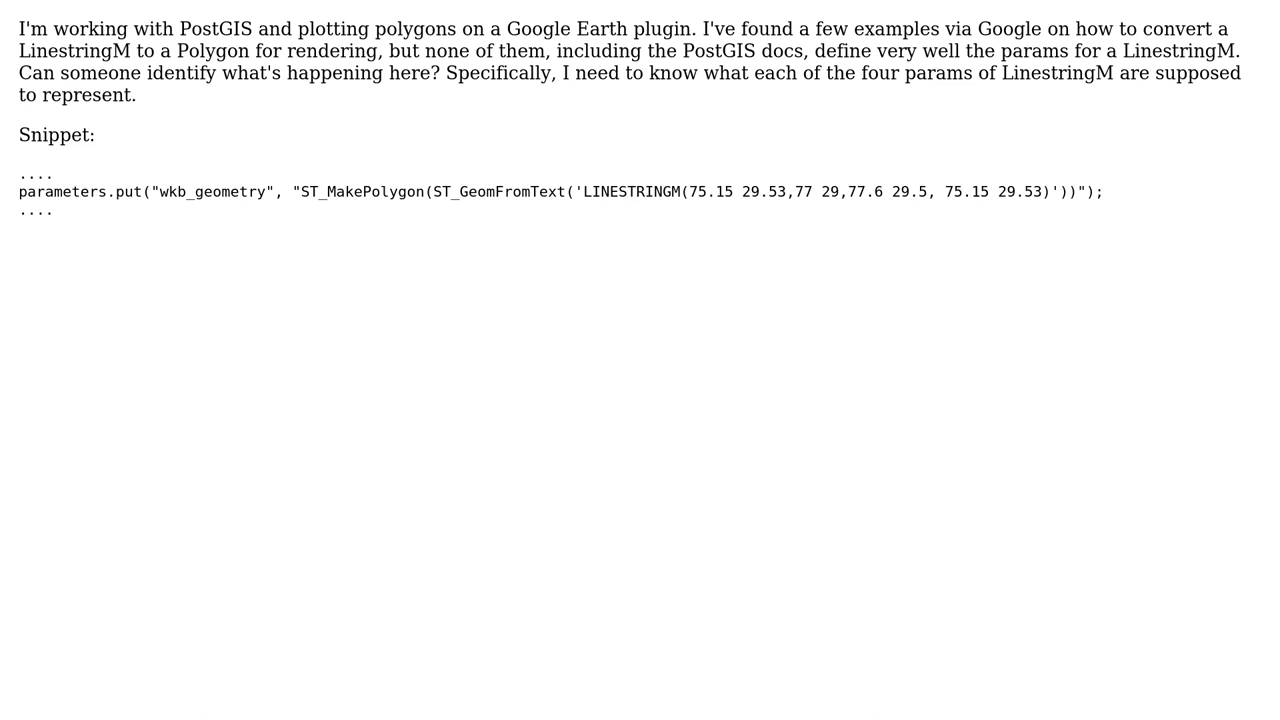 I'm working with PostGIS and plotting polygons on a Google Earth plugin. I've found a few examples via Google on how to convert a
LinestringM to a Polygon for rendering, but none of them, including the PostGIS docs, define very well the params for a LinestringM.
Can someone identify what's happening here? Specifically, I need to know what each of the four params of LinestringM are supposed
to represent.
Snippet:
....
parameters.put("wkb_geometry", "ST_MakePolygon(ST_GeomFromText('LINESTRINGM(75.15 29.53,77 29,77.6 29.5, 75.15 29.53)'))");
....